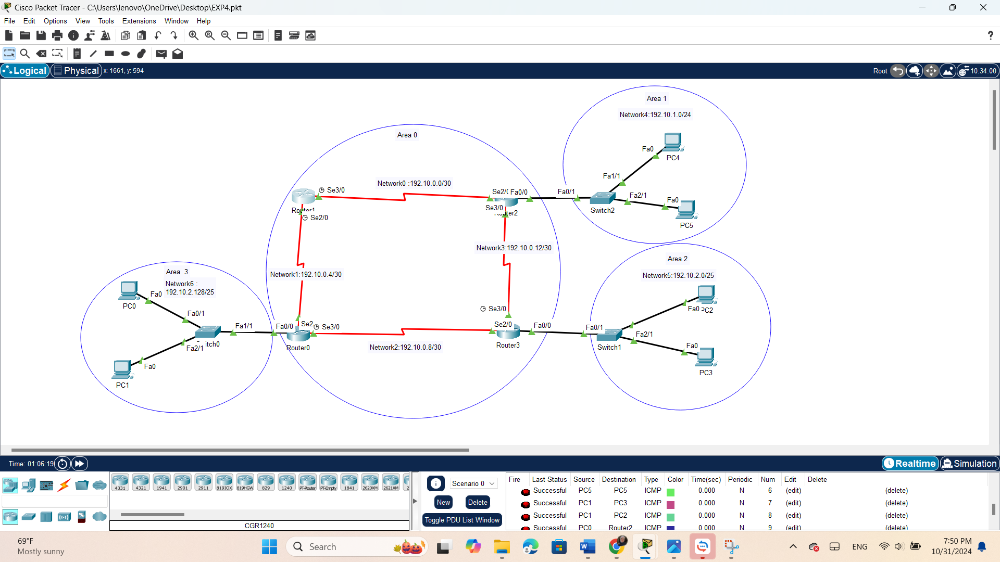 Cisco Packet Tracer - C:\Users\lenovo\OneDrive\Desktop\EXP4.pkt
File Edit Options View Tools Extensions Window Help
?
Logical Physical x: 1661, y: 594 Root 10:34:00
Area 1
Network4:192.10.1.0/24
Fa0
PC4
Fa1/1
Fa0/1
Fa2/1
Fa0
Switch2
PC5
Area 0
Network0 :192.10.0.0/30
Se3/0
Router1
Se2/0
Fa0/0
Se3/0
Network3:192.10.0.12/30
Network1:192.10.0.4/30
Area 2
Network5:192.10.2.0/25
Fa0
Fa0/1
Fa2/1
Fa0
Switch1
PC3
Area 3
Network6 :
192.10.2.128/25
PC0
Fa0
Fa0/1
Fa1/1
Fa2/1
Fa0
PC1
Fa0/0
Se3/0
Router0
Network2:192.10.0.8/30
Se3/0
Se2/0
Fa0/0
Router3
Time: 01:06:19 Realtime Simulation
4331 4321 1941 2901 2911 819IOX 819HGW 829 1240 PT-Router PT-Empty 1841 2620XM 2621XM
CGR1240
Scenario 0
New Delete
Toggle PDU List Window
Fire Last Status Source Destination Type Color Time(sec) Periodic Num Edit Delete
Successful PC5 PC5 ICMP 0.000 N 6 (edit) (delete)
Successful PC1 PC3 ICMP 0.000 N 7 (edit) (delete)
Successful PC1 PC2 ICMP 0.000 N 8 (edit) (delete)
Successful PC0 Router2 ICMP 0.000 N 9 (edit) (delete)
69°F
Mostly sunny
Search
ENG
7:50 PM
10/31/2024